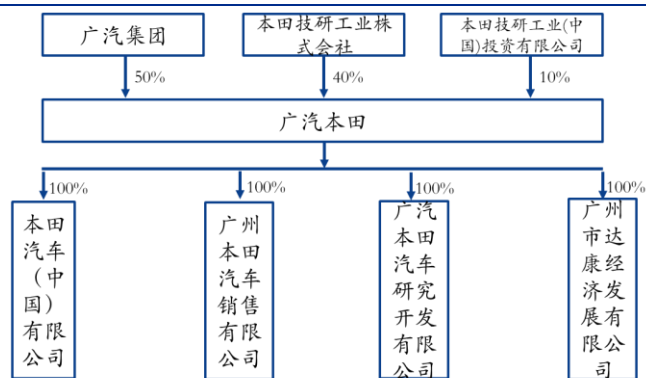 广汽集团
本田技研工业株
式会社
本田技研工业(中
国)投资有限公司
50%
40%
10%
广汽本田
100%
100%
100%
100%
本田
汽车
（中
国）
有限
公司
广州
本田
汽车
销售
有限
公司
广汽
本田
汽车
研究
开发
有限
公司
广州
市达
康经
济发
展有
限公
司